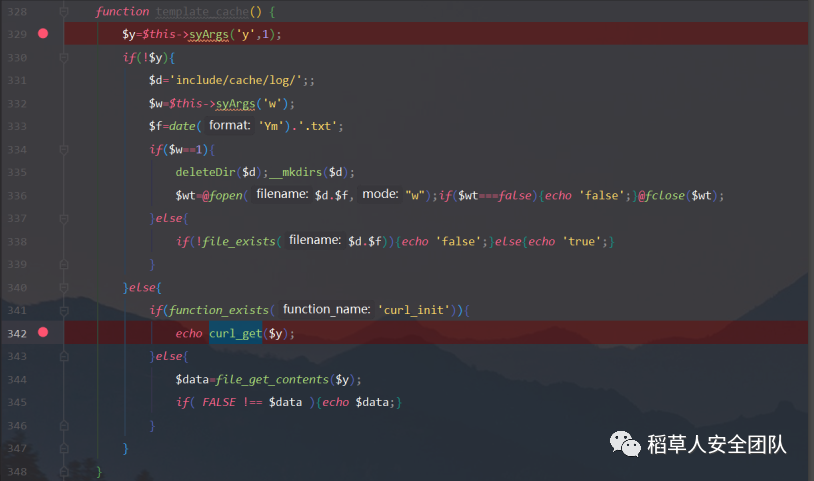 328 function template_cache() {
329 $y=$this->syArgs('y',1);
330 if(!$y){
331 $d='include/cache/log/';;
332 $w=$this->syArgs('w');
333 $f=date( format: 'Ym').'.txt';
334 if($w==1){
335 deleteDir($d);__mkdirs($d);
336 $wt=@fopen( filename: $d.$f, mode: "w");if($wt===false){echo 'false';}@fclose($wt);
337 }else{
338 if(!file_exists( filename: $d.$f)){echo 'false';}else{echo 'true';}
339 }
340 }else{
341 if(function_exists( function_name: 'curl_init')){
342 echo curl_get($y);
343 }else{
344 $data=file_get_contents($y);
345 if( FALSE !== $data ){echo $data;}
346 }
347 }
348 }
稻草人安全团队